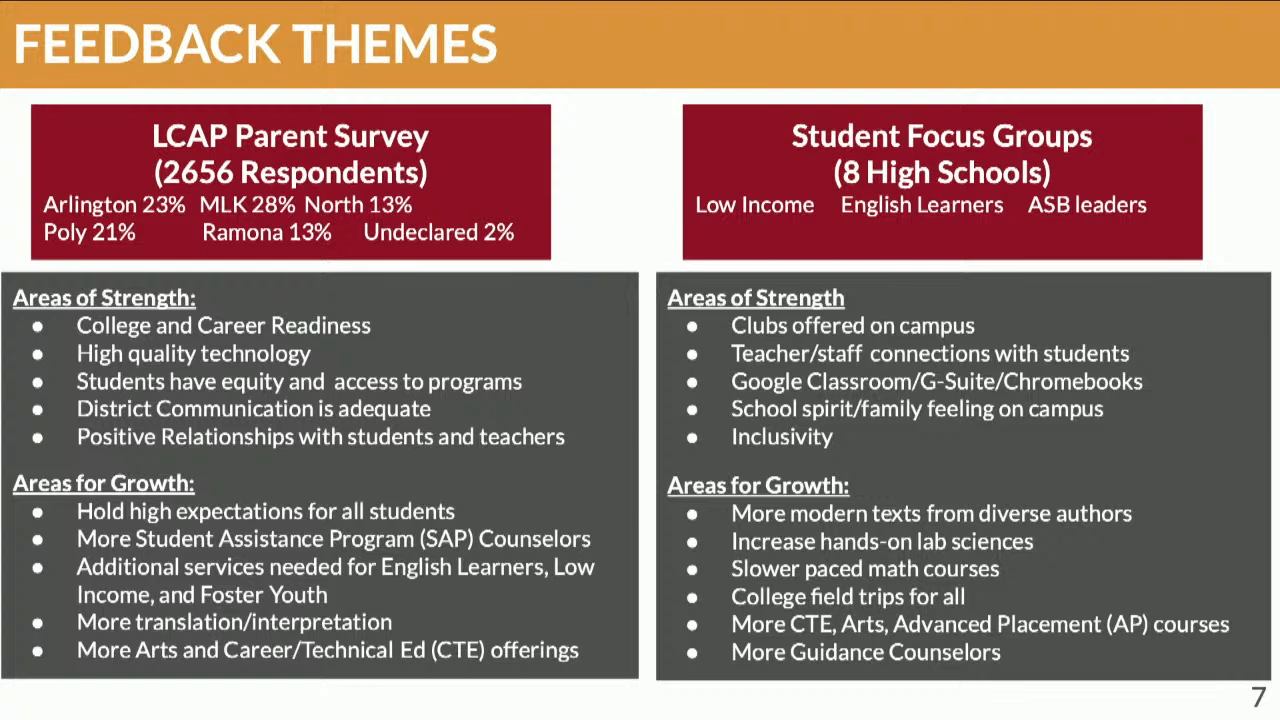 FEEDBACK THEMES
LCAP Parent Survey
(2656 Respondents)
Arlington 23% MLK 28% North 13%
Poly 21% Ramona 13% Undeclared 2%
Areas of Strength:
● College and Career Readiness
● High quality technology
● Students have equity and access to programs
● District Communication is adequate
● Positive Relationships with students and teachers
Areas for Growth:
● Hold high expectations for all students
● More Student Assistance Program (SAP) Counselors
● Additional services needed for English Learners, Low
Income, and Foster Youth
● More translation/interpretation
● More Arts and Career/Technical Ed (CTE) offerings
Student Focus Groups
(8 High Schools)
Low Income English Learners ASB leaders
Areas of Strength
● Clubs offered on campus
● Teacher/staff connections with students
● Google Classroom/G-Suite/Chromebooks
● School spirit/family feeling on campus
● Inclusivity
Areas for Growth:
● More modern texts from diverse authors
● Increase hands-on lab sciences
● Slower paced math courses
● College field trips for all
● More CTE, Arts, Advanced Placement (AP) courses
● More Guidance Counselors
7